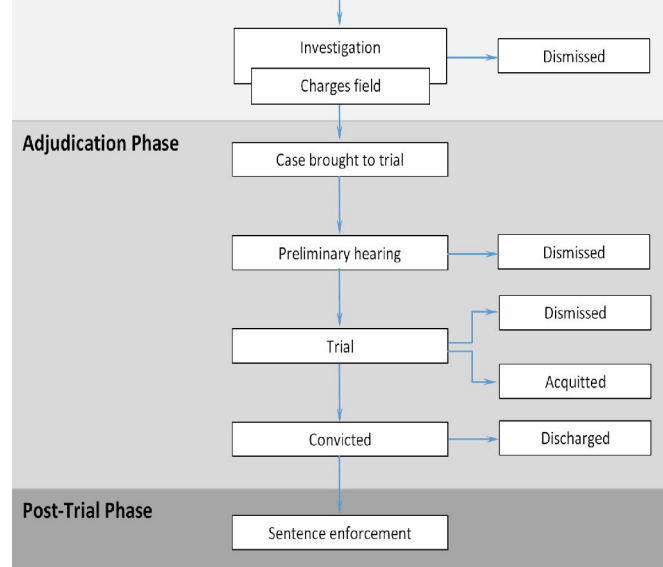 Investigation
Dismissed
Charges field
Adjudication Phase
Case brought to trial
Preliminary hearing
Dismissed
Dismissed
Trial
Acquitted
Convicted
Discharged
Post-Trial Phase
Sentence enforcement